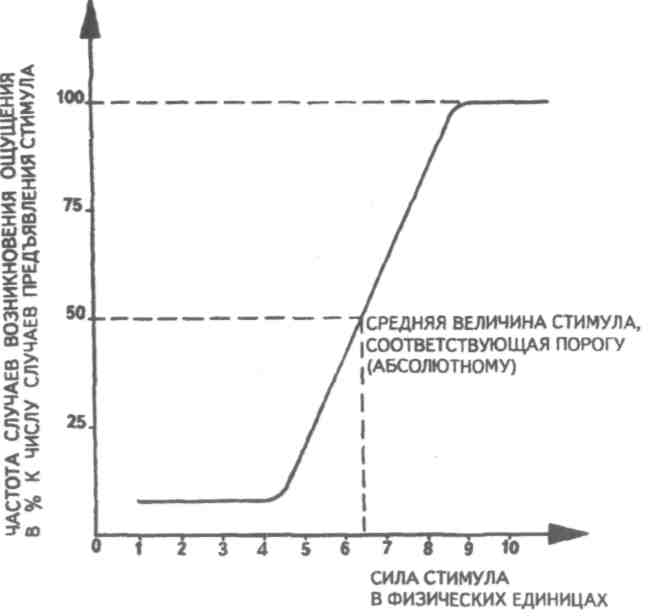 ЧАСТОТА СЛУЧАЕВ ВОЗНИКНОВЕНИЯ ОЩУЩЕНИЯ
В % К ЧИСЛУ СЛУЧАЕВ ПРЕДЪЯВЛЕНИЯ СТИМУЛА
100
75
50
25
СРЕДНЯЯ ВЕЛИЧИНА СТИМУЛА,
СООТВЕТСТВУЮЩАЯ ПОРОГУ
(АБСОЛЮТНОМУ)
0 1 2 3 4 5 6 7 8 9 10
СИЛА СТИМУЛА
В ФИЗИЧЕСКИХ ЕДИНИЦАХ